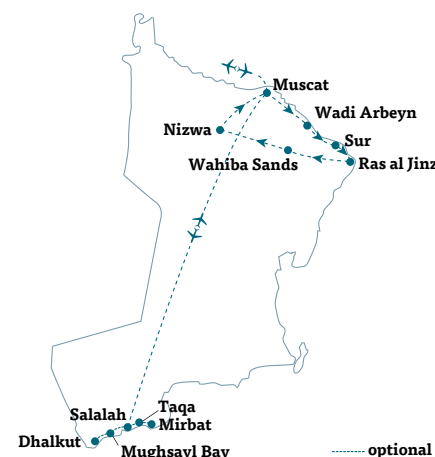 Muscat
Wadi Arbeyn
Nizwa
Sur
Wahiba Sands
Ras al Jinz
Taqa
Salalah
Mirbat
Dhalkut
Mughsayl Bay
optional